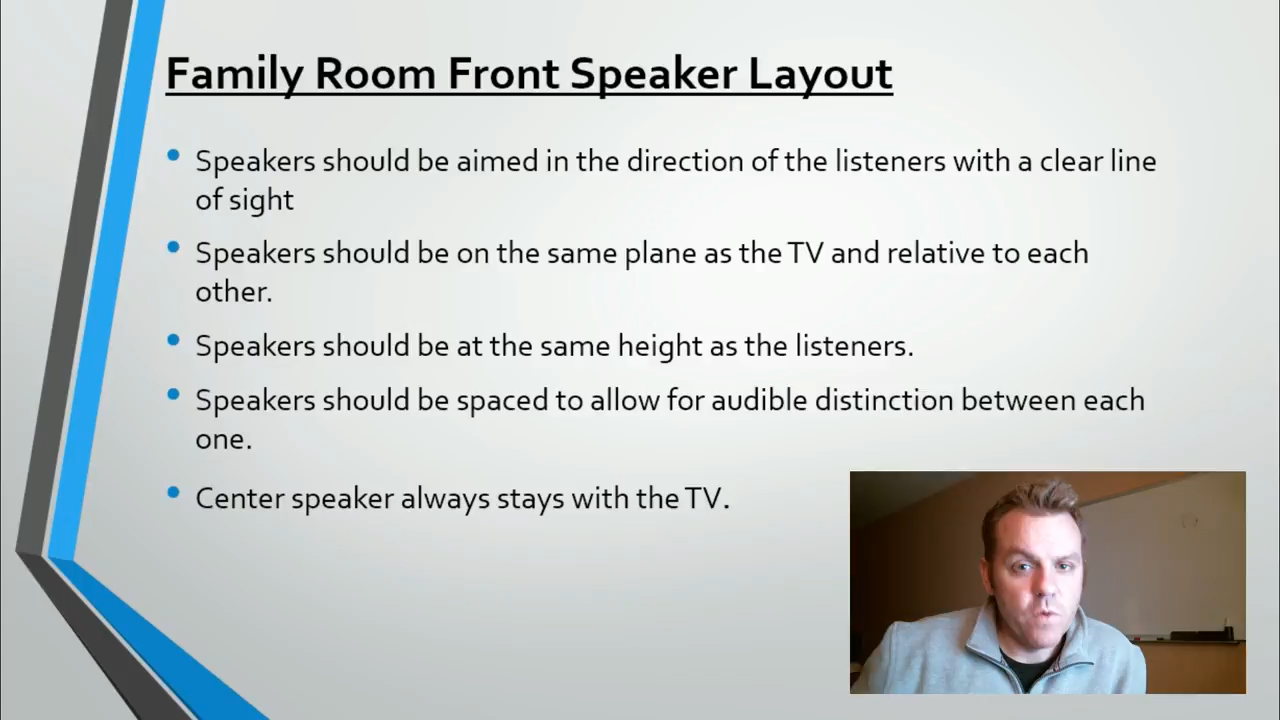 Family Room Front Speaker Layout
• Speakers should be aimed in the direction of the listeners with a clear line
of sight
• Speakers should be on the same plane as the TV and relative to each
other.
• Speakers should be at the same height as the listeners.
• Speakers should be spaced to allow for audible distinction between each
one.
• Center speaker always stays with the TV.